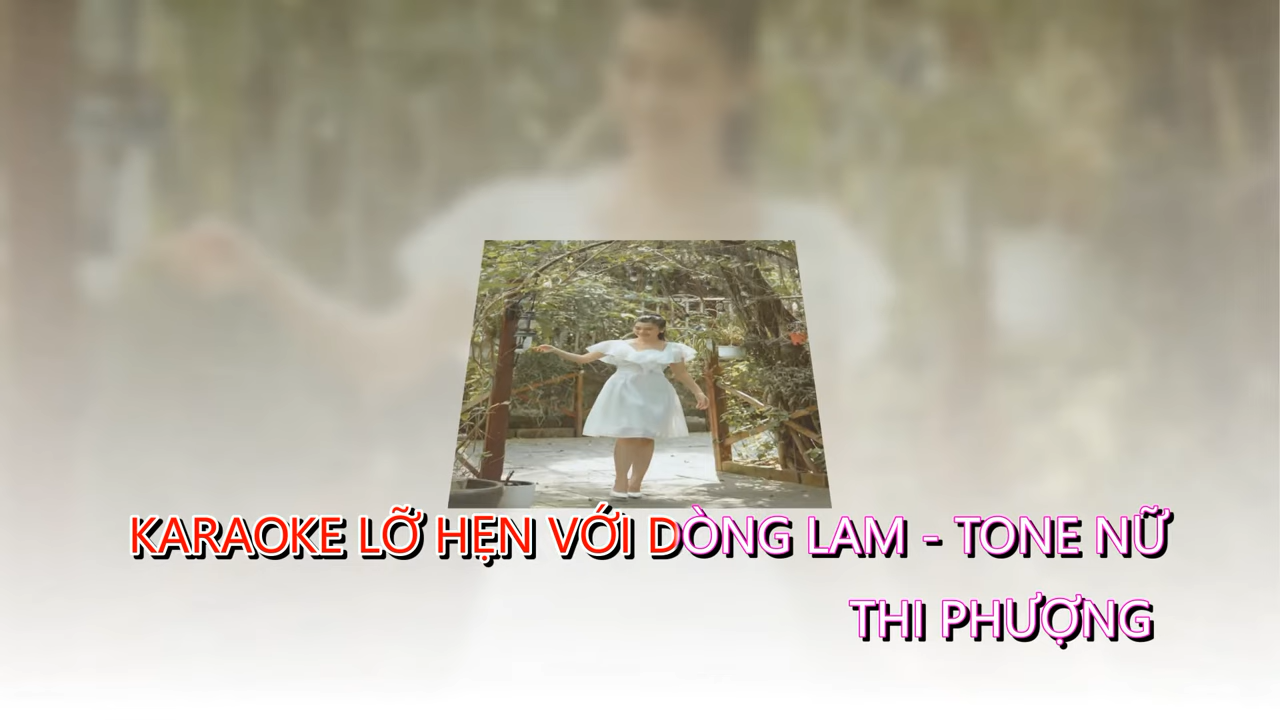 KARAOKE LỠ HẸN VỚI DÒNG LAM - TONE NỮ
THI PHƯỢNG